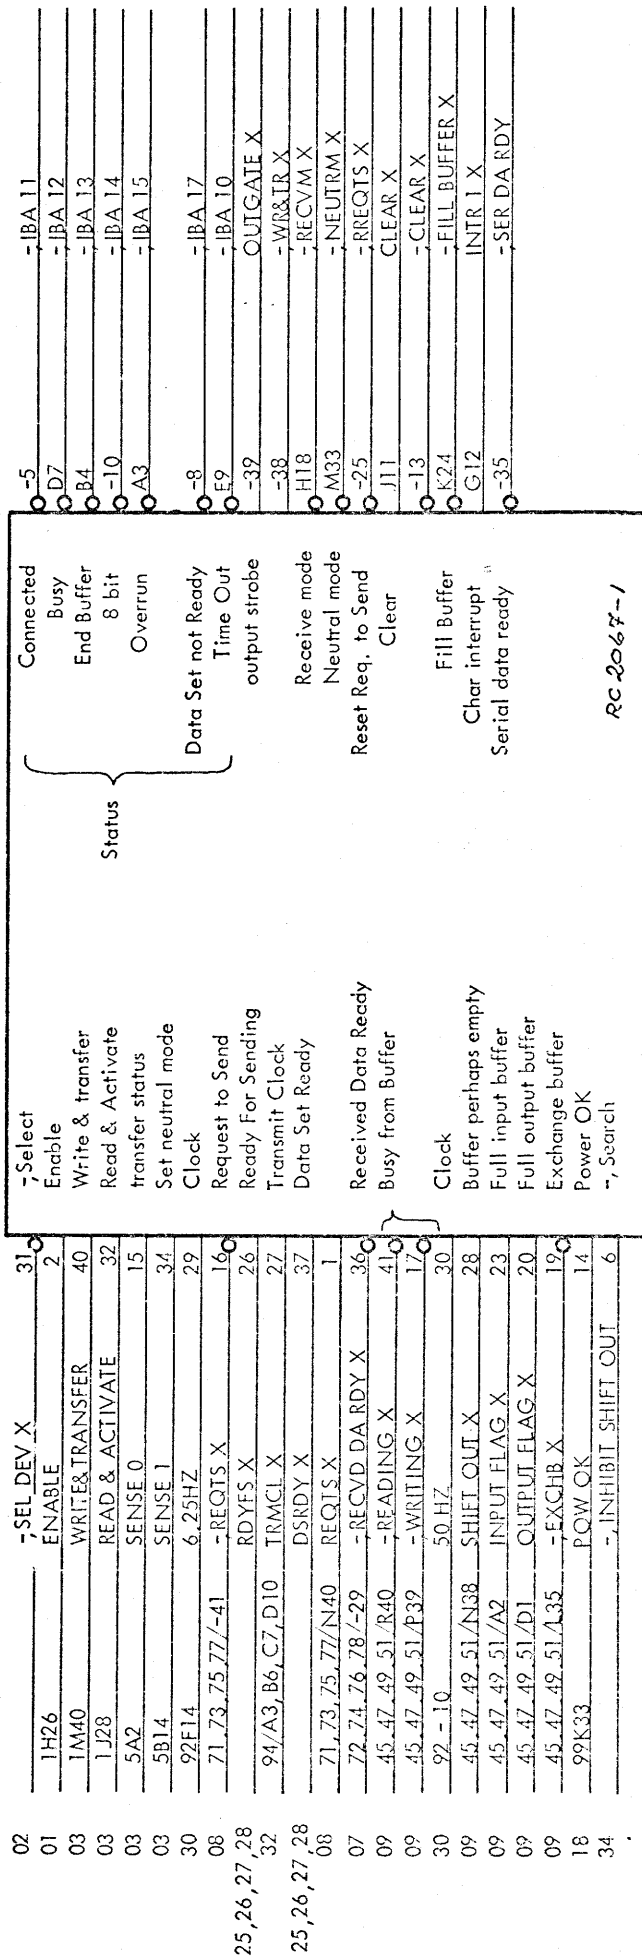 02 -,SEL DEV X 31 -,Select Connected -5 -,IBA 11
01 1H26 ENABLE 2 Enable Busy D7 -,IBA 12
03 1M40 WRITE&TRANSFER 40 Write & transfer End Buffer B4 -,IBA 13
03 1J28 READ & ACTIVATE 32 Read & Activate 8 bit -10 -,IBA 14
Status
03 5A2 SENSE 0 15 transfer status Overrun A3 -,IBA 15
03 5B14 SENSE 1 34 Set neutral mode
30 92F14 6,25HZ 29 Clock Data Set not Ready -8 -,IBA 17
08 71,73,75,77/-41 -,REQTS X 16 Request to Send Time Out E9 -,IBA 10
25,26,27,28 RDYFS X 26 Ready For Sending output strobe -39 OUTGATE X
32 94/A3,B6,C7,D10 TRMCL X 27 Transmit Clock -38 -,WR&TR X
25,26,27,28 DSRDY X 37 Data Set Ready Receive mode H18 -,RECVM X
08 71,73,75,77/N40 REQTS X 1 Neutral mode M33 -,NEUTRM X
07 72,74,76,78/-29 -,RECVD DA RDY X 36 Received Data Ready Reset Req. to Send -25 -,RREQTS X
09 45,47,49,51/R40 -,READING X 41 Busy from Buffer Clear J11 CLEAR X
09 45,47,49,51/P39 -,WRITING X 17 -13 -,CLEAR X
30 92-10 50 HZ 30 Clock Fill Buffer K24 -,FILL BUFFER X
09 45,47,49,51/N38 SHIFT OUT X 28 Buffer perhaps empty Char interrupt G12 INTR 1 X
09 45,47,49,51/A2 INPUT FLAG X 23 Full input buffer Serial data ready -35 -,SER DA RDY
09 45,47,49,51/D1 OUTPUT FLAG X 20 Full output buffer
09 45,47,49,51/L35 -,EXCHB X 19 Exchange buffer
18 99K33 POW OK 14 Power OK
34 -,INHIBIT SHIFT OUT 6 -,Search
RC 2067-1